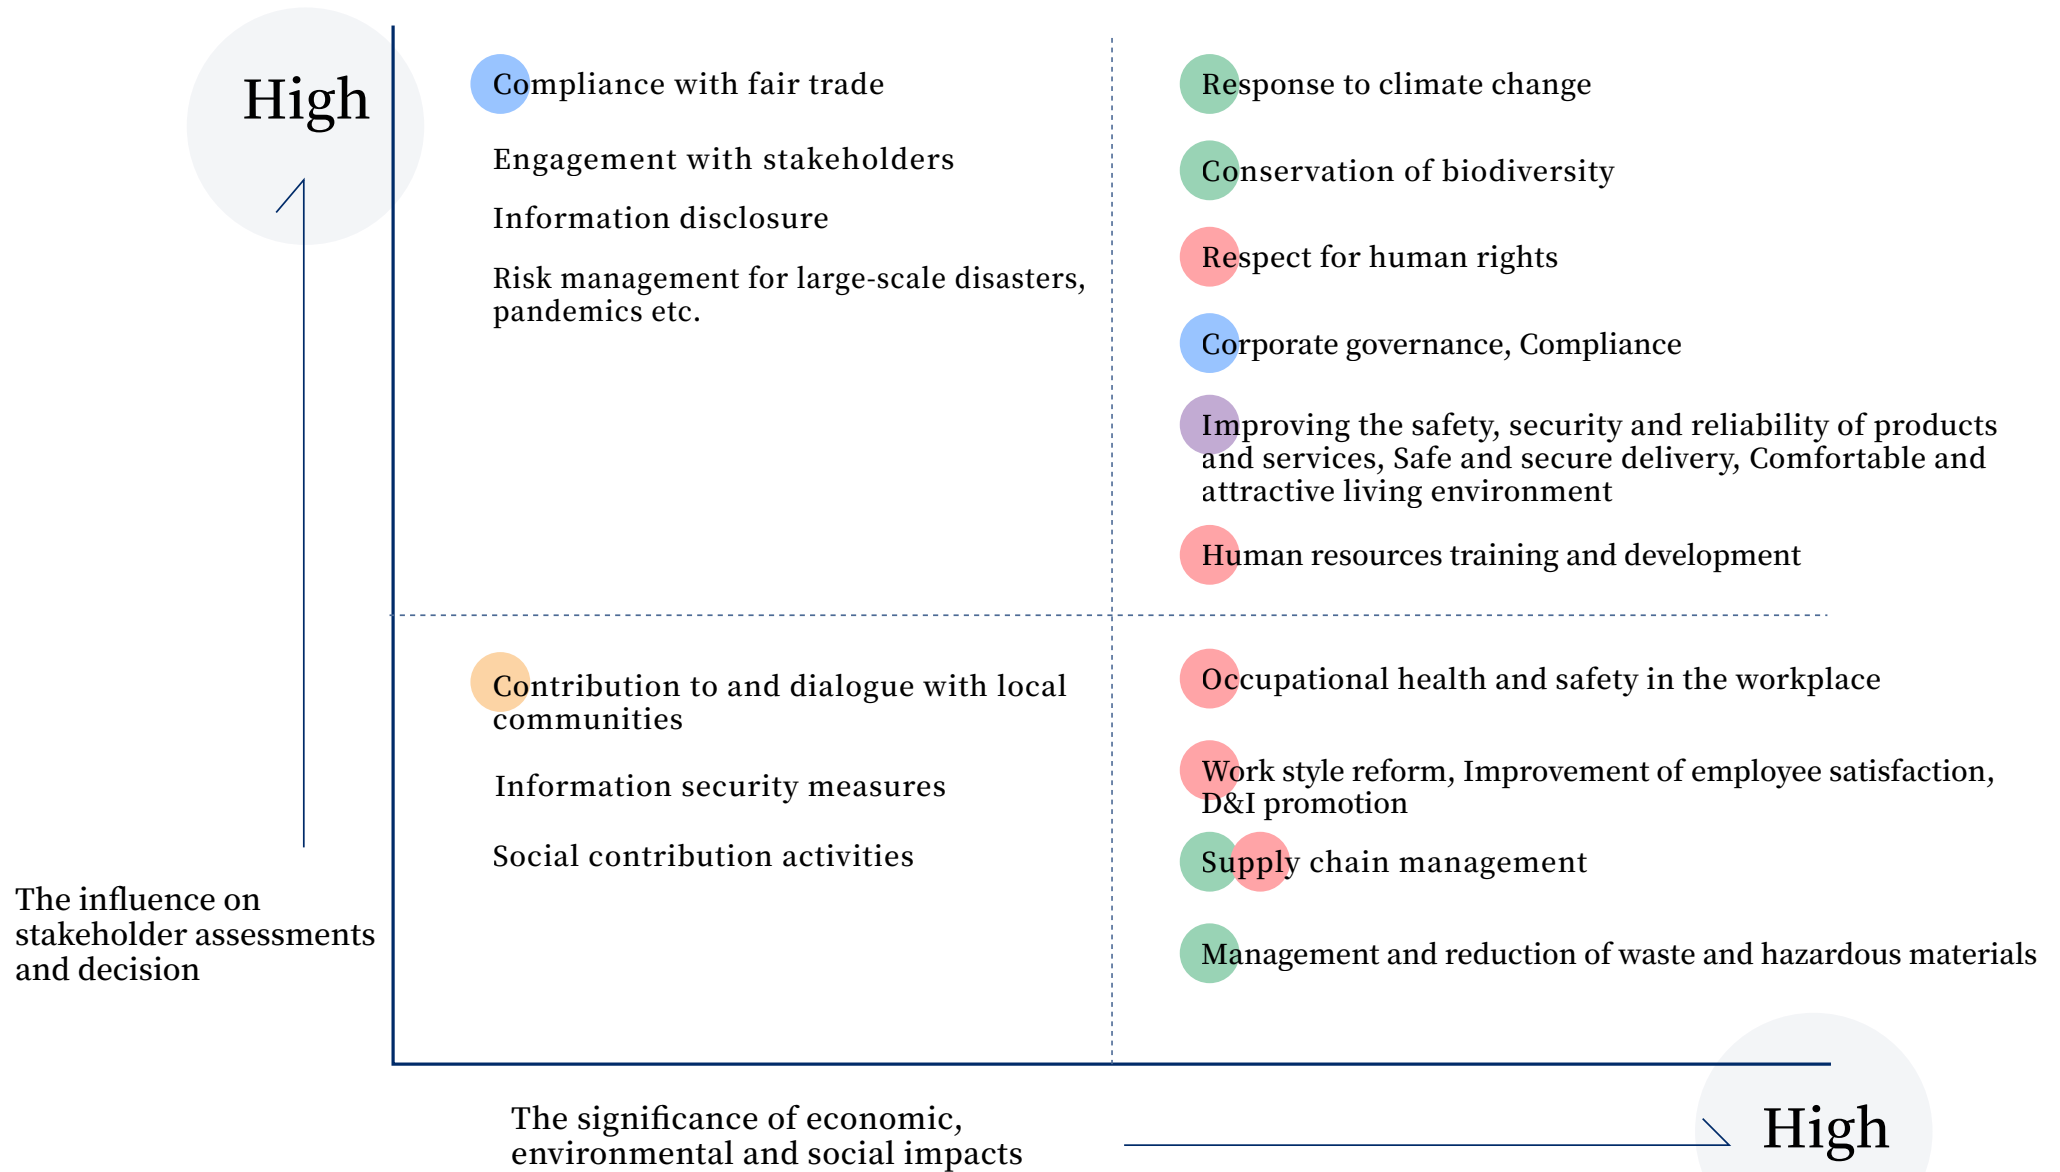 High
Compliance with fair trade
Engagement with stakeholders
Information disclosure
Risk management for large-scale disasters,
pandemics etc.
Response to climate change
Conservation of biodiversity
Respect for human rights
Corporate governance, Compliance
Improving the safety, security and reliability of products
and services, Safe and secure delivery, Comfortable and
attractive living environment
Human resources training and development
Contribution to and dialogue with local
communities
Information security measures
Social contribution activities
Occupational health and safety in the workplace
Work style reform, Improvement of employee satisfaction,
D&I promotion
Supply chain management
Management and reduction of waste and hazardous materials
The influence on
stakeholder assessments
and decision
The significance of economic,
environmental and social impacts
High